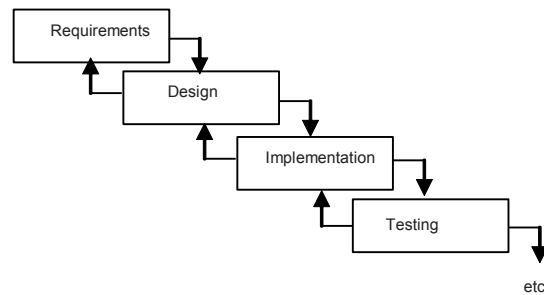 Requirements
Design
Implementation
Testing
etc